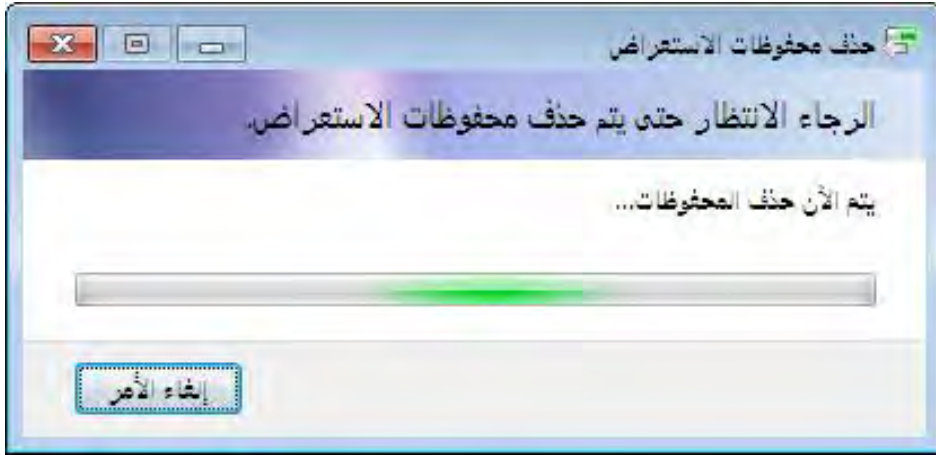 حذف محفوظات الاستعراض
الرجاء الانتظار حتى يتم حذف محفوظات الاستعراض.
يتم الآن حذف المحفوظات...
إلغاء الأمر